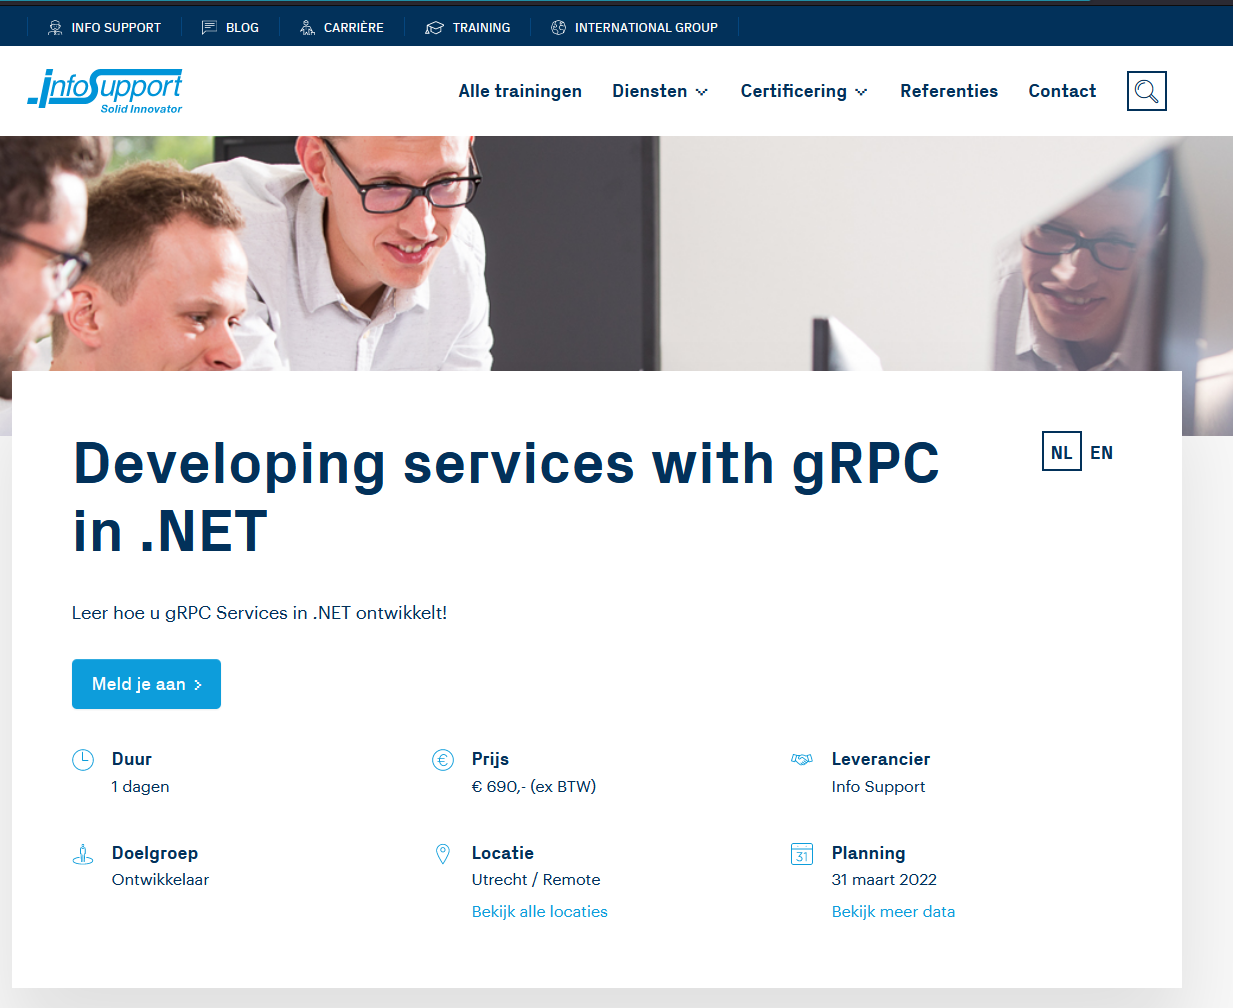 INFO SUPPORT
BLOG
CARRIÈRE
TRAINING
INTERNATIONAL GROUP
infoSupport
Solid Innovator
Alle trainingen
Diensten
Certificering
Referenties
Contact
Developing services with gRPC
in .NET
NL
EN
Leer hoe u gRPC Services in .NET ontwikkelt!
Meld je aan >
Duur
1 dagen
Prijs
€ 690,- (ex BTW)
Leverancier
Info Support
Doelgroep
Ontwikkelaar
Locatie
Utrecht / Remote
Bekijk alle locaties
31
Planning
31 maart 2022
Bekijk meer data